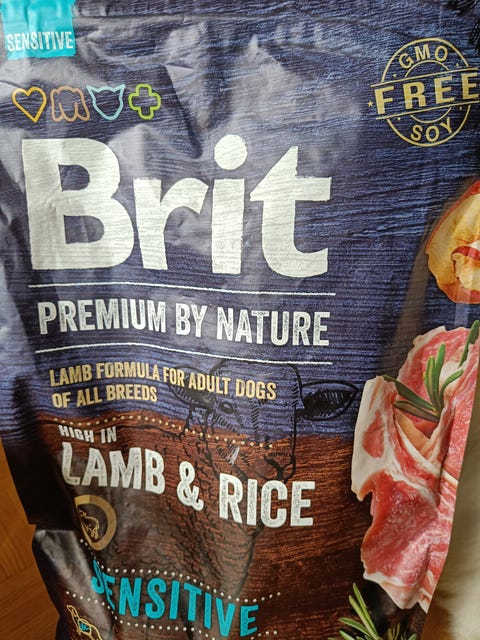 SENSITIVE
GMO
FREE
SOY
Brit
PREMIUM BY NATURE
LAMB FORMULA FOR ADULT DOGS
OF ALL BREEDS
HIGH IN
LAMB & RICE
SENSITIVE